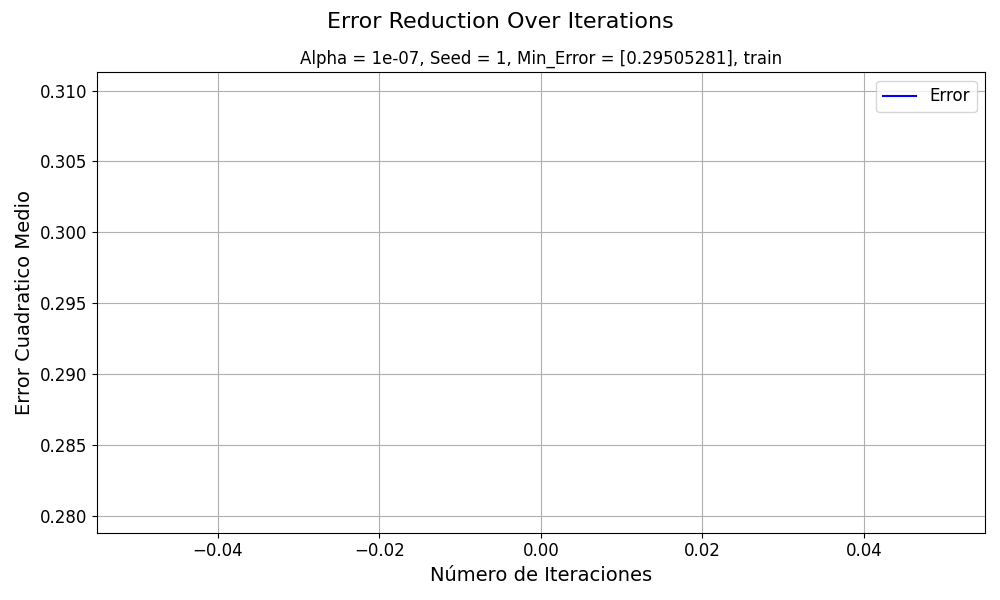 Error Reduction Over Iterations
Alpha = 1e-07, Seed = 1, Min_Error = [0.29505281], train
Error
Error Cuadratico Medio
0.310
0.305
0.300
0.295
0.290
0.285
0.280
−0.04 −0.02 0.00 0.02 0.04
Número de Iteraciones